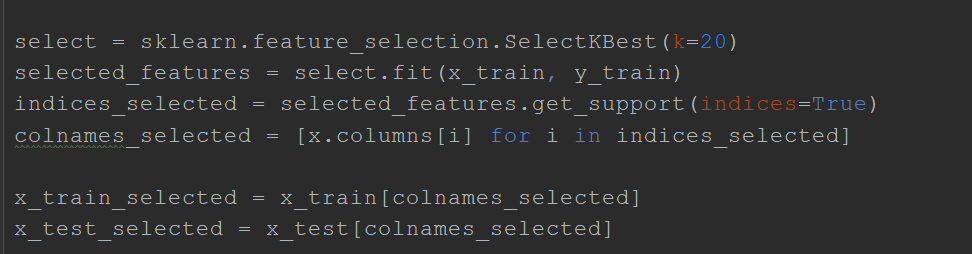 select = sklearn.feature_selection.SelectKBest(k=20)
selected_features = select.fit(x_train, y_train)
indices_selected = selected_features.get_support(indices=True)
colnames_selected = [x.columns[i] for i in indices_selected]
x_train_selected = x_train[colnames_selected]
x_test_selected = x_test[colnames_selected]